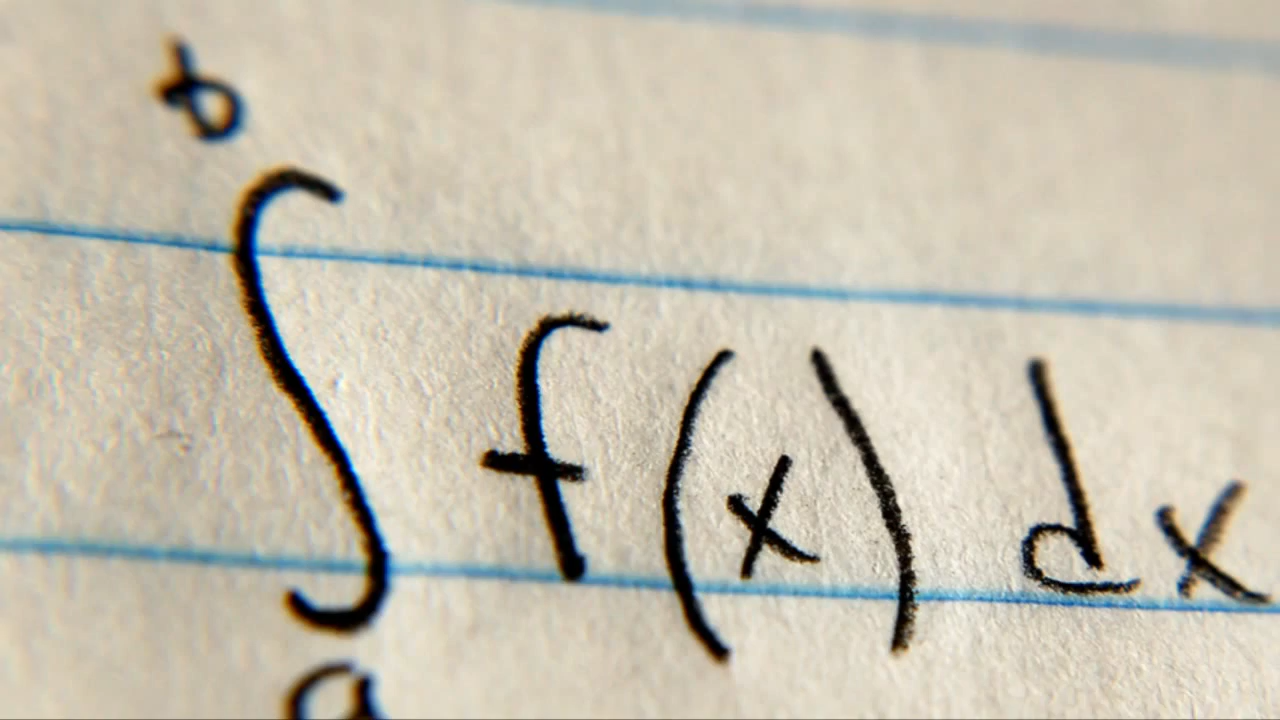 b
∫ f(x) dx
a